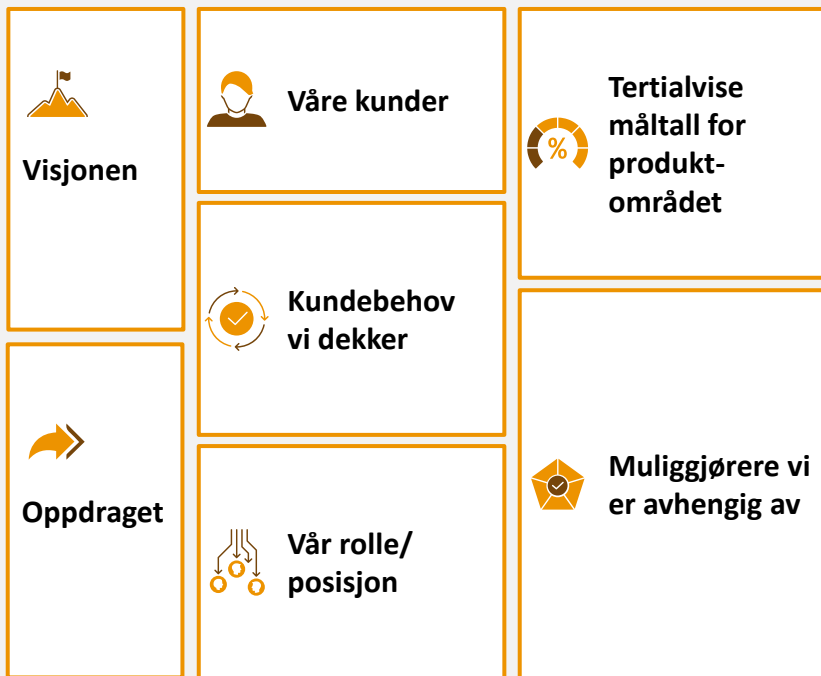 Visjonen
Oppdraget
Våre kunder
Kundebehov
vi dekker
Vår rolle/
posisjon
Tertialvise
måltall for
produkt-
området
%
Muliggjørere vi
er avhengig av